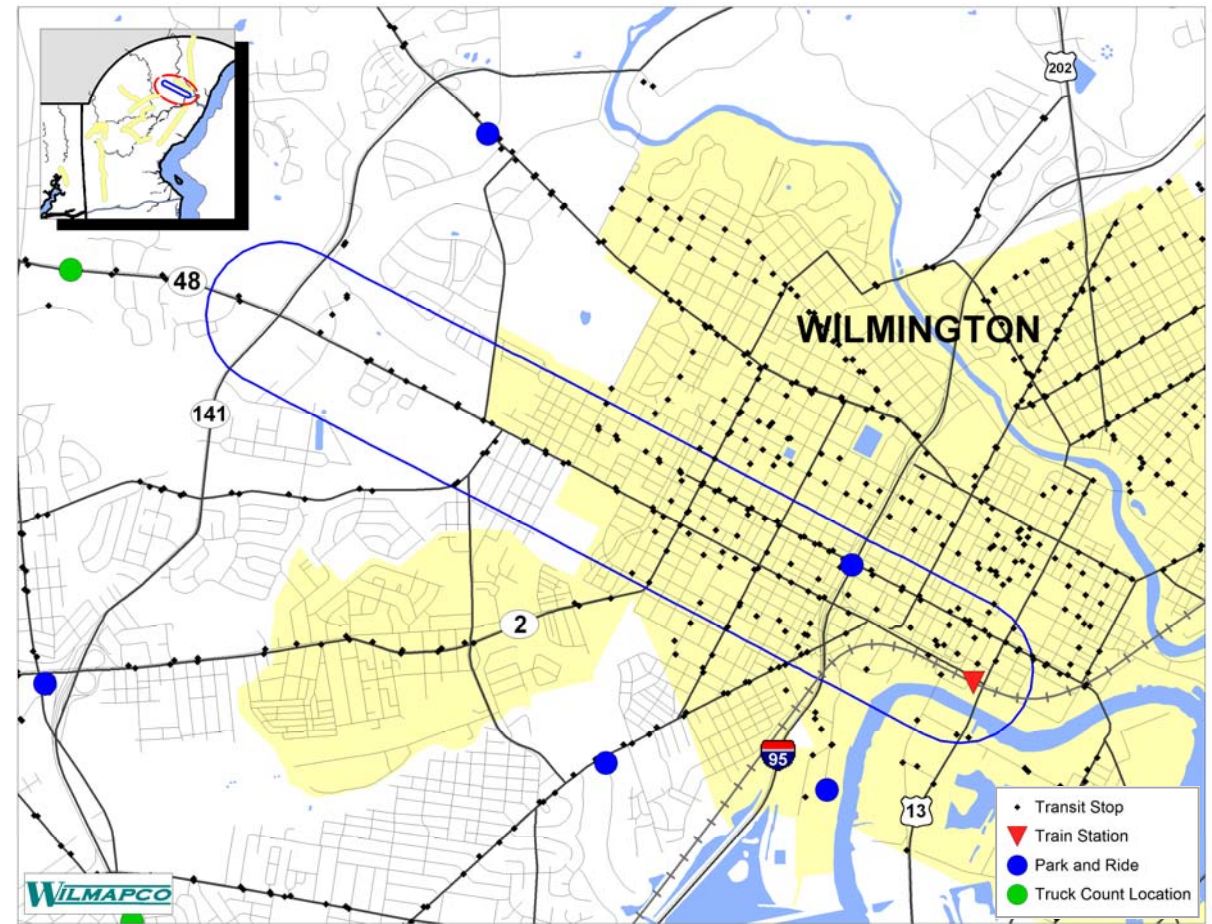 202
WILMINGTON
48
141
2
95
13
Transit Stop
Train Station
Park and Ride
Truck Count Location
WILMAPCO